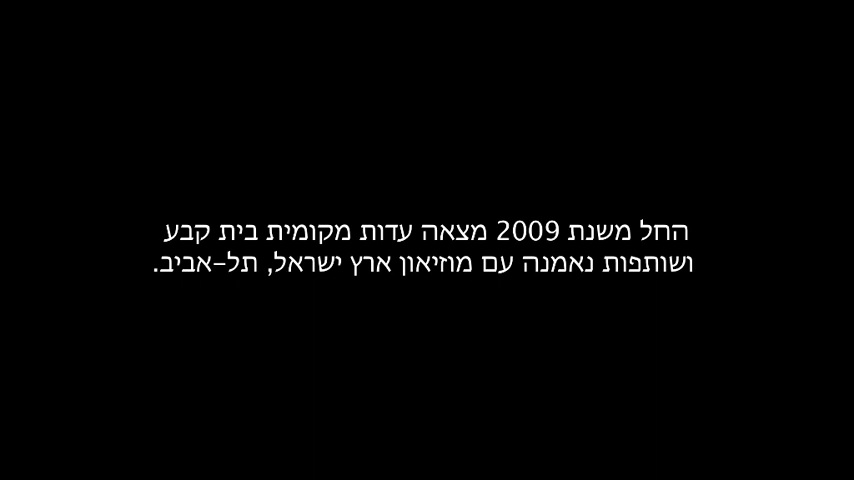 החל משנת 2009 מצאה עדות מקומית בית קבע
ושותפות נאמנה עם מוזיאון ארץ ישראל, תל-אביב.